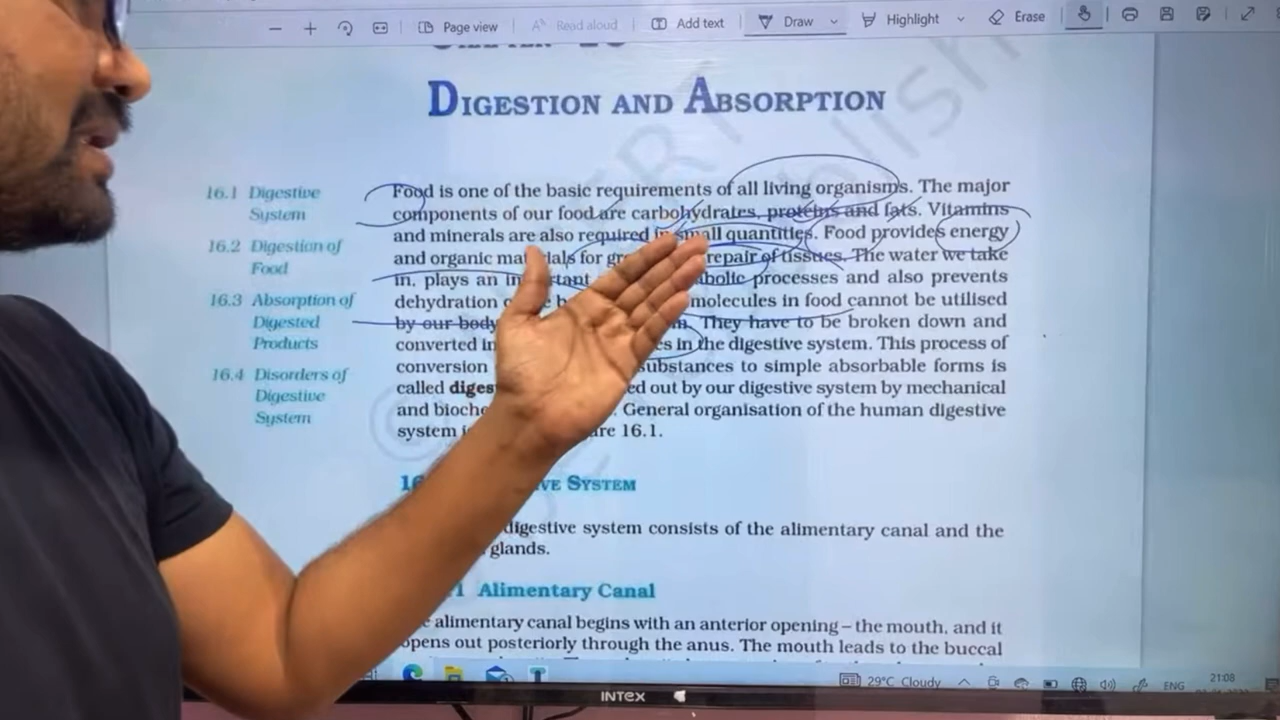 Page view
Read aloud
Add text
Draw
Highlight
Erase
DIGESTION AND ABSORPTION
16.1 Digestive
System
16.2 Digestion of
Food
16.3 Absorption of
Digested
Products
16.4 Disorders of
Digestive
System
Food is one of the basic requirements of all living organisms. The major
components of our food are carbohydrates, proteins and fats. Vitamins
and minerals are also required in small quantities. Food provides energy
and organic materials for repair of tissues. The water we take
in, plays an processes and also prevents
dehydration molecules in food cannot be utilised
by our body They have to be broken down and
converted in the digestive system. This process of
conversion substances to simple absorbable forms is
called out by our digestive system by mechanical
and General organisation of the human digestive
system 16.1.
SYSTEM
digestive system consists of the alimentary canal and the
glands.
Alimentary Canal
alimentary canal begins with an anterior opening – the mouth, and it
opens out posteriorly through the anus. The mouth leads to the buccal
29°C Cloudy
ENG
21:08
INTEX